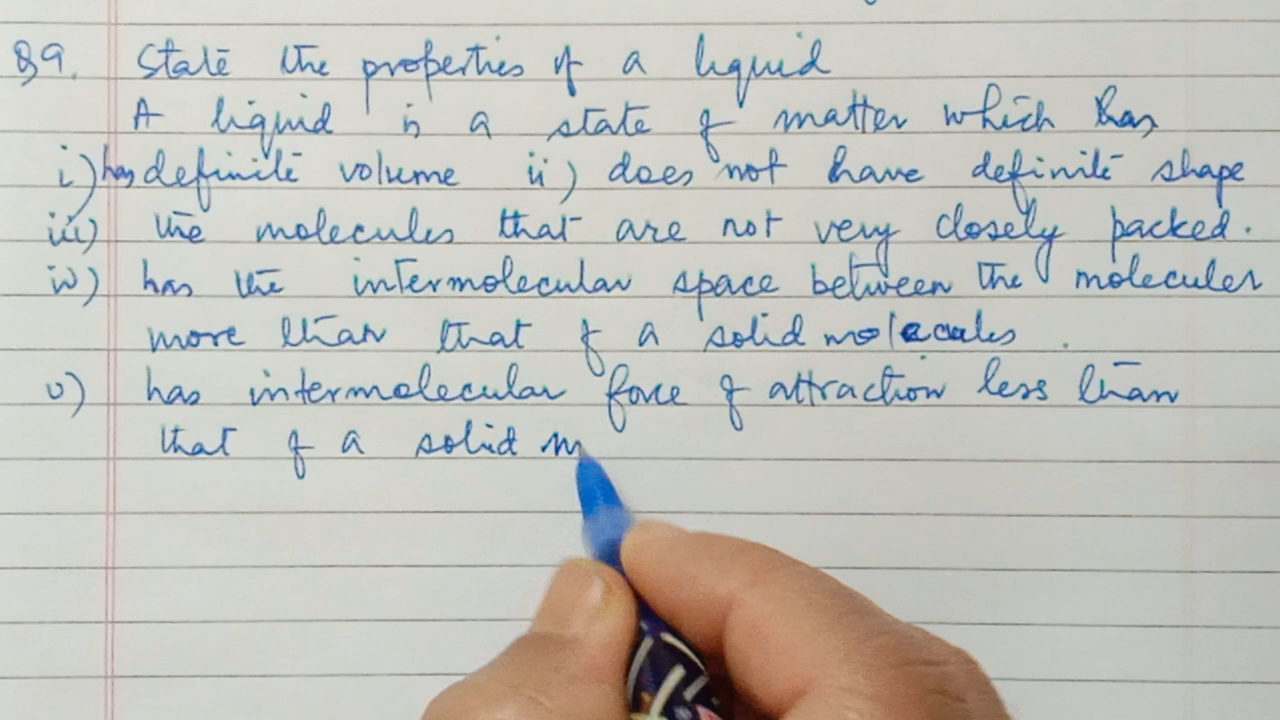 Q9. State the properties of a liquid
A liquid is a state of matter which has
i) has definite volume ii) does not have definite shape
iii) the molecules that are not very closely packed.
iv) has the intermolecular space between the molecules
more than that of a solid molecules.
v) has intermolecular force of attraction less than
that of a solid m